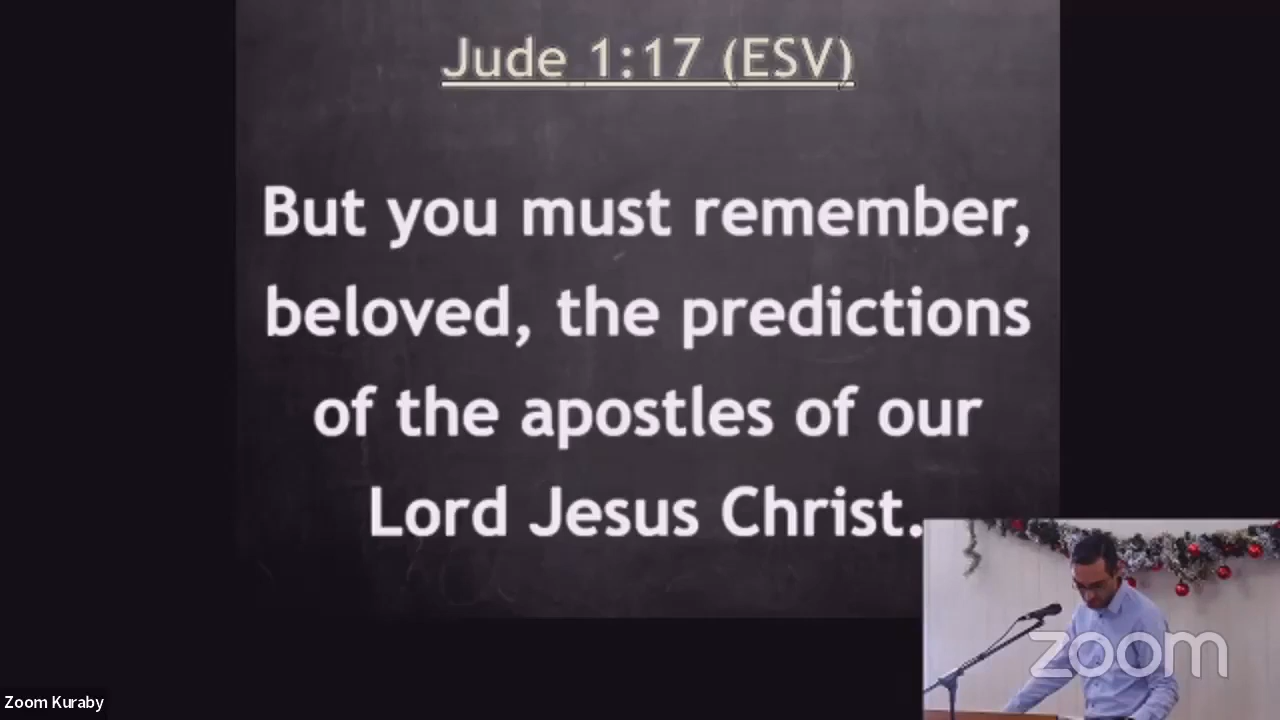 Jude 1:17 (ESV)
But you must remember,
beloved, the predictions
of the apostles of our
Lord Jesus Christ.
zoom
Zoom Kuraby